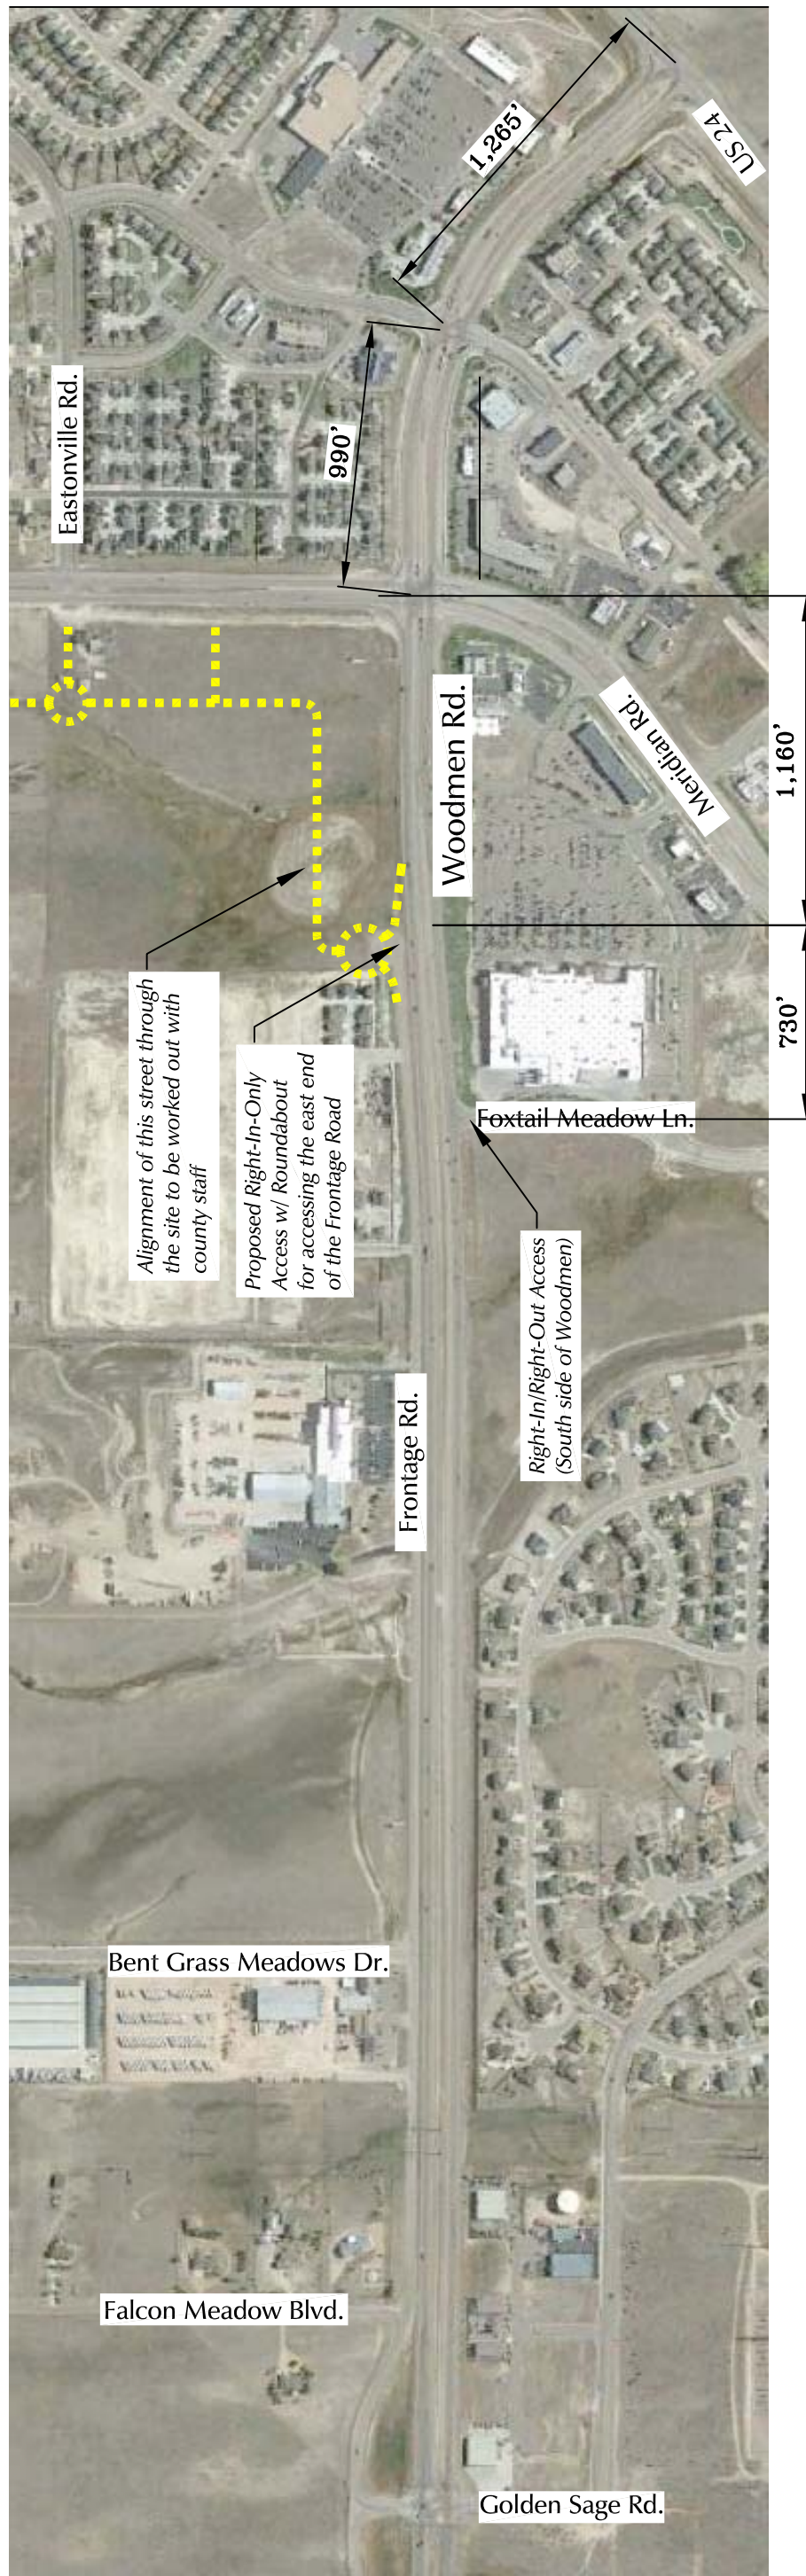 US 24
1,265'
990'
Eastonville Rd.
Woodmen Rd.
Meridian Rd.
1,160'
730'
Alignment of this street through
the site to be worked out with
county staff
Proposed Right-In-Only
Access w/ Roundabout
for accessing the east end
of the Frontage Road
Foxtail Meadow Ln.
Right-In/Right-Out Access
(South side of Woodmen)
Frontage Rd.
Bent Grass Meadows Dr.
Falcon Meadow Blvd.
Golden Sage Rd.